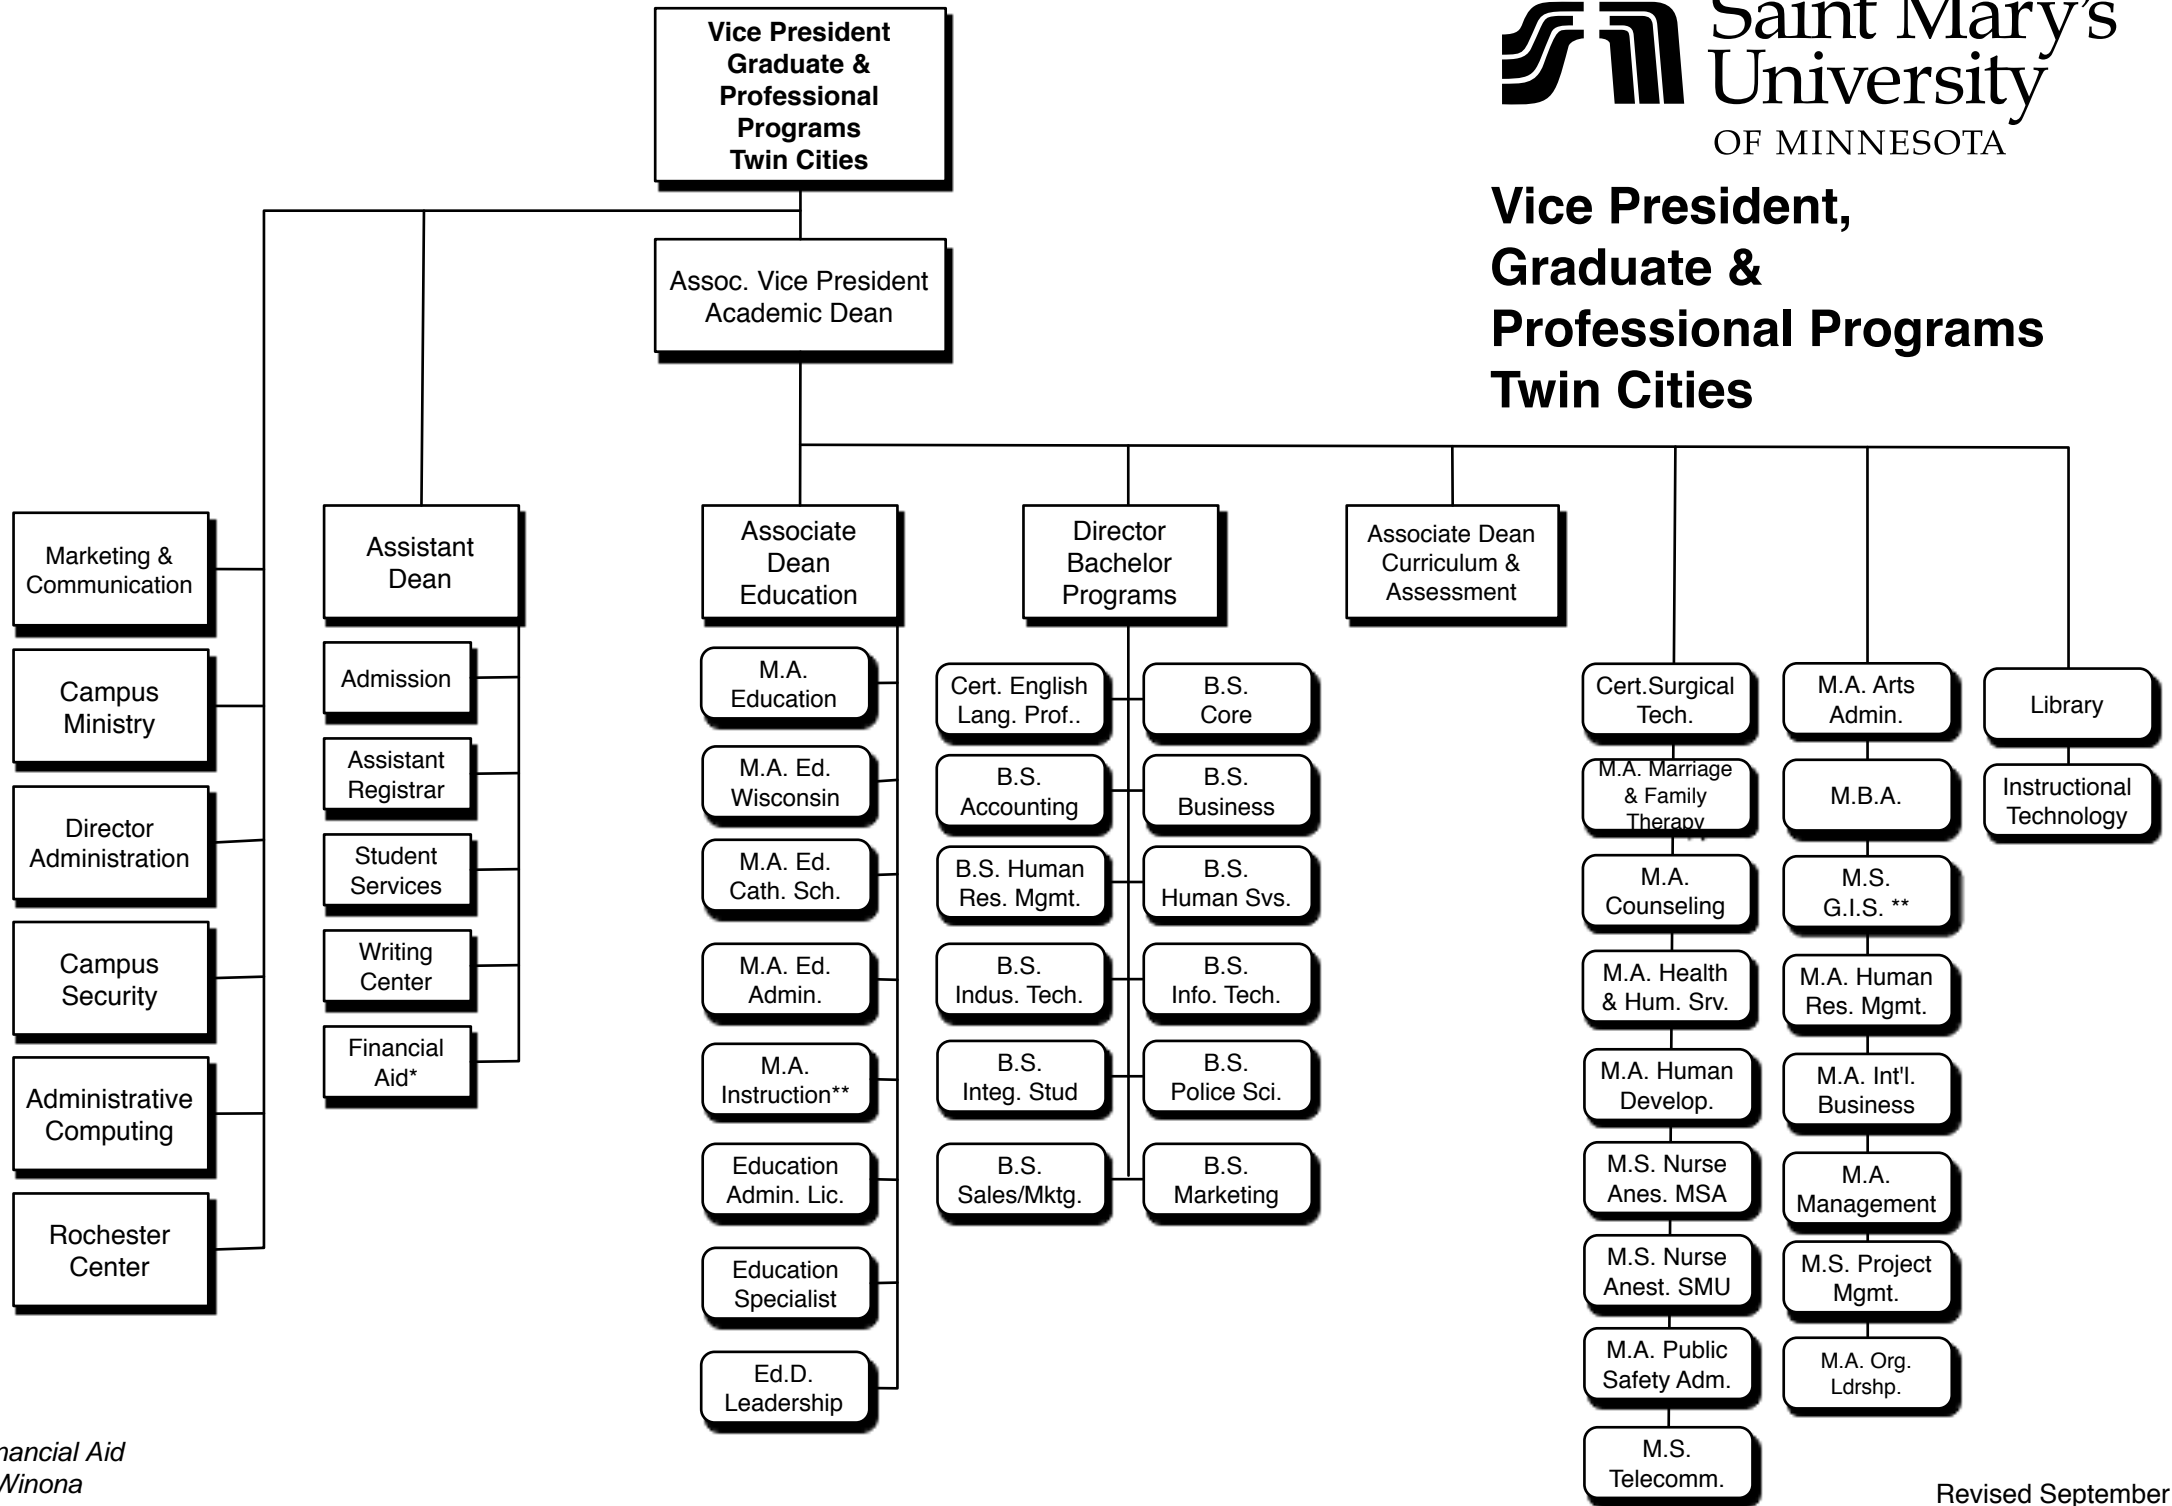 Vice President
Graduate &
Professional
Programs
Twin Cities
Saint Mary's
University
OF MINNESOTA
Vice President,
Graduate &
Professional Programs
Twin Cities
Assoc. Vice President
Academic Dean
Marketing &
Communication
Campus
Ministry
Director
Administration
Campus
Security
Administrative
Computing
Rochester
Center
Assistant
Dean
Admission
Assistant
Registrar
Student
Services
Writing
Center
Financial
Aid*
Associate
Dean
Education
M.A.
Education
M.A. Ed.
Wisconsin
M.A. Ed.
Cath. Sch.
M.A. Ed.
Admin.
M.A.
Instruction**
Education
Admin. Lic.
Education
Specialist
Ed.D.
Leadership
Director
Bachelor
Programs
Cert. English
Lang. Prof..
B.S.
Core
B.S.
Accounting
B.S.
Business
B.S. Human
Res. Mgmt.
B.S.
Human Svs.
B.S.
Indus. Tech.
B.S.
Info. Tech.
B.S.
Integ. Stud
B.S.
Police Sci.
B.S.
Sales/Mktg.
B.S.
Marketing
Associate Dean
Curriculum &
Assessment
Cert.Surgical
Tech.
M.A. Marriage
& Family
Therapy
M.A.
Counseling
M.A. Health
& Hum. Srv.
M.A. Human
Develop.
M.S. Nurse
Anes. MSA
M.S. Nurse
Anest. SMU
M.A. Public
Safety Adm.
M.S.
Telecomm.
M.A. Arts
Admin.
M.B.A.
M.S.
G.I.S. **
M.A. Human
Res. Mgmt.
M.A. Int'l.
Business
M.A.
Management
M.S. Project
Mgmt.
M.A. Org.
Ldrshp.
Library
Instructional
Technology
nancial Aid
Winona
Revised September